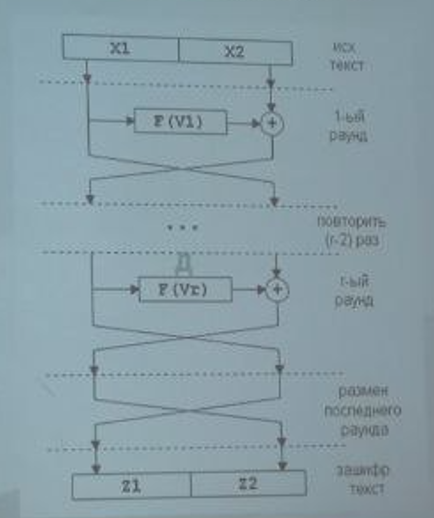 X1 X2
исх
текст
F(V1) +
1-ый
раунд
...
повторить
(r-2) раз
Д
F(Vr) +
r-ый
раунд
размен
последнего
раунда
Z1 Z2
зашифр
текст